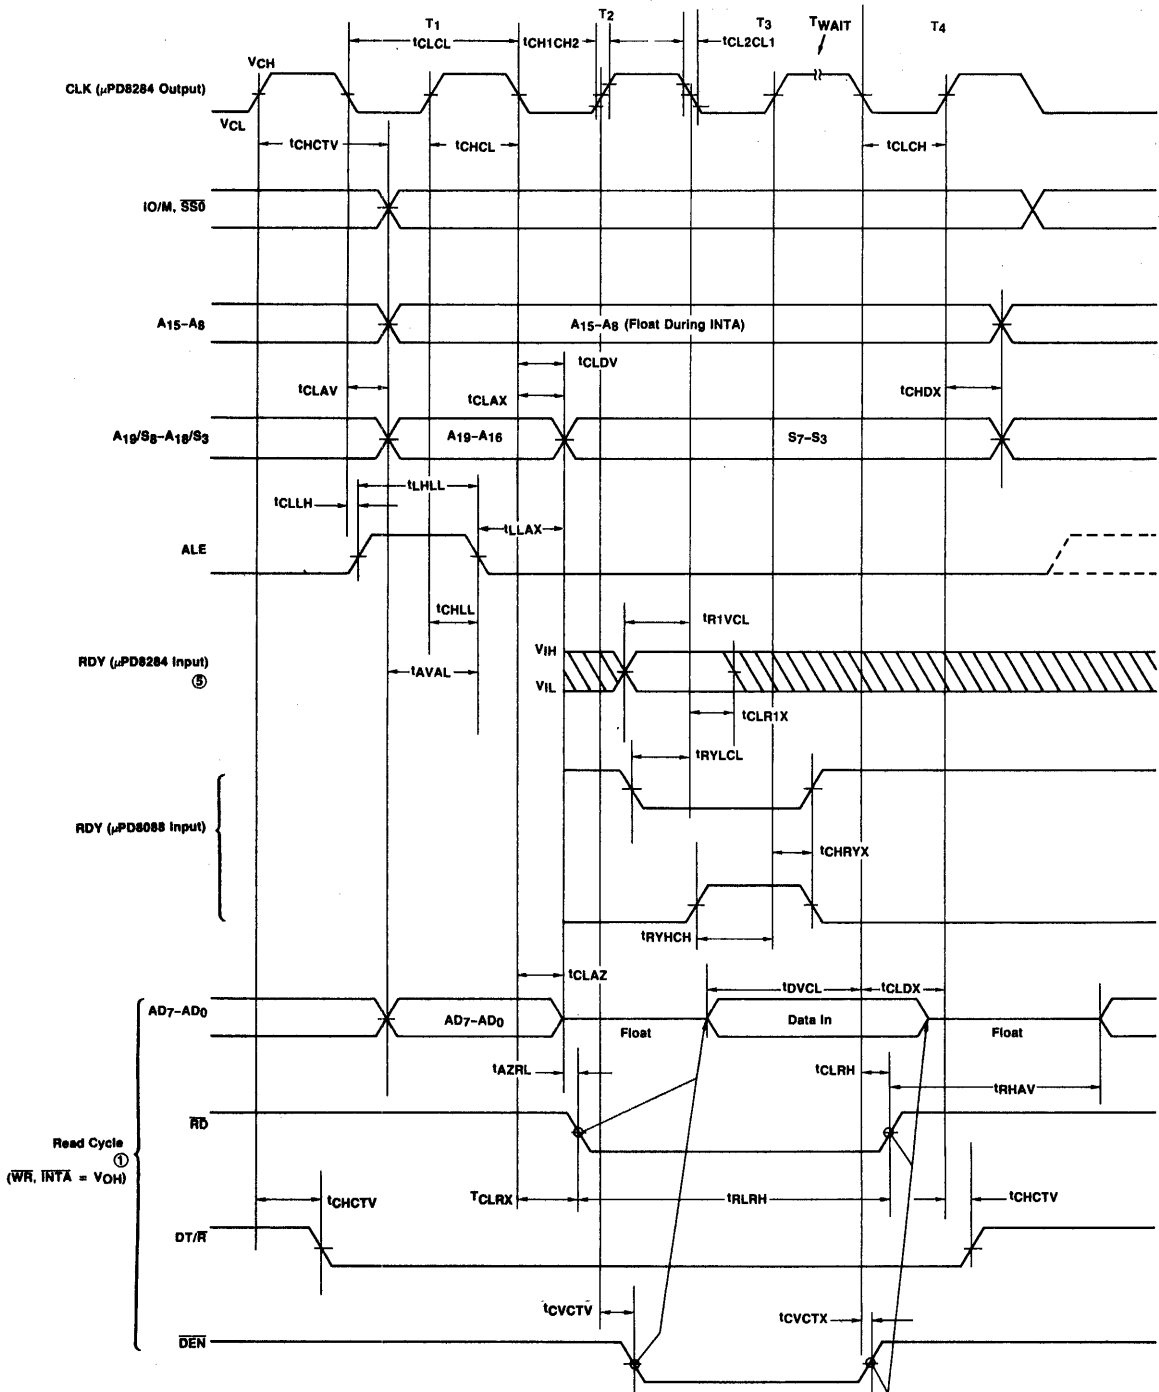 T1 T2 T3 TWAIT T4
tCLCL tCH1CH2 tCL2CL1
VCH
CLK (μPD8284 Output)
VCL
tCHCTV tCHCL tCLCH
IO/M, SS0
A15–A8 A15–A8 (Float During INTA)
tCLDV
tCLAV tCLAX tCHDX
A19/S8–A18/S3 A19–A16 S7–S3
tLHLL
tCLLH
tLLAX
ALE
tCHLL tR1VCL
RDY (μPD8284 Input) VIH
⑤ tAVAL VIL
tCLR1X
tRYLCL
RDY (μPD8088 Input)
tCHRYX
tRYHCH
tCLAZ tDVCL tCLDX
AD7–AD0 AD7–AD0 Float Data In Float
tAZRL tCLRH tRHAV
RD
Read Cycle
①
(WR, INTA = VOH)
tCHCTV TCLRX tRLRH tCHCTV
DT/R
tCVCTV tCVCTX
DEN